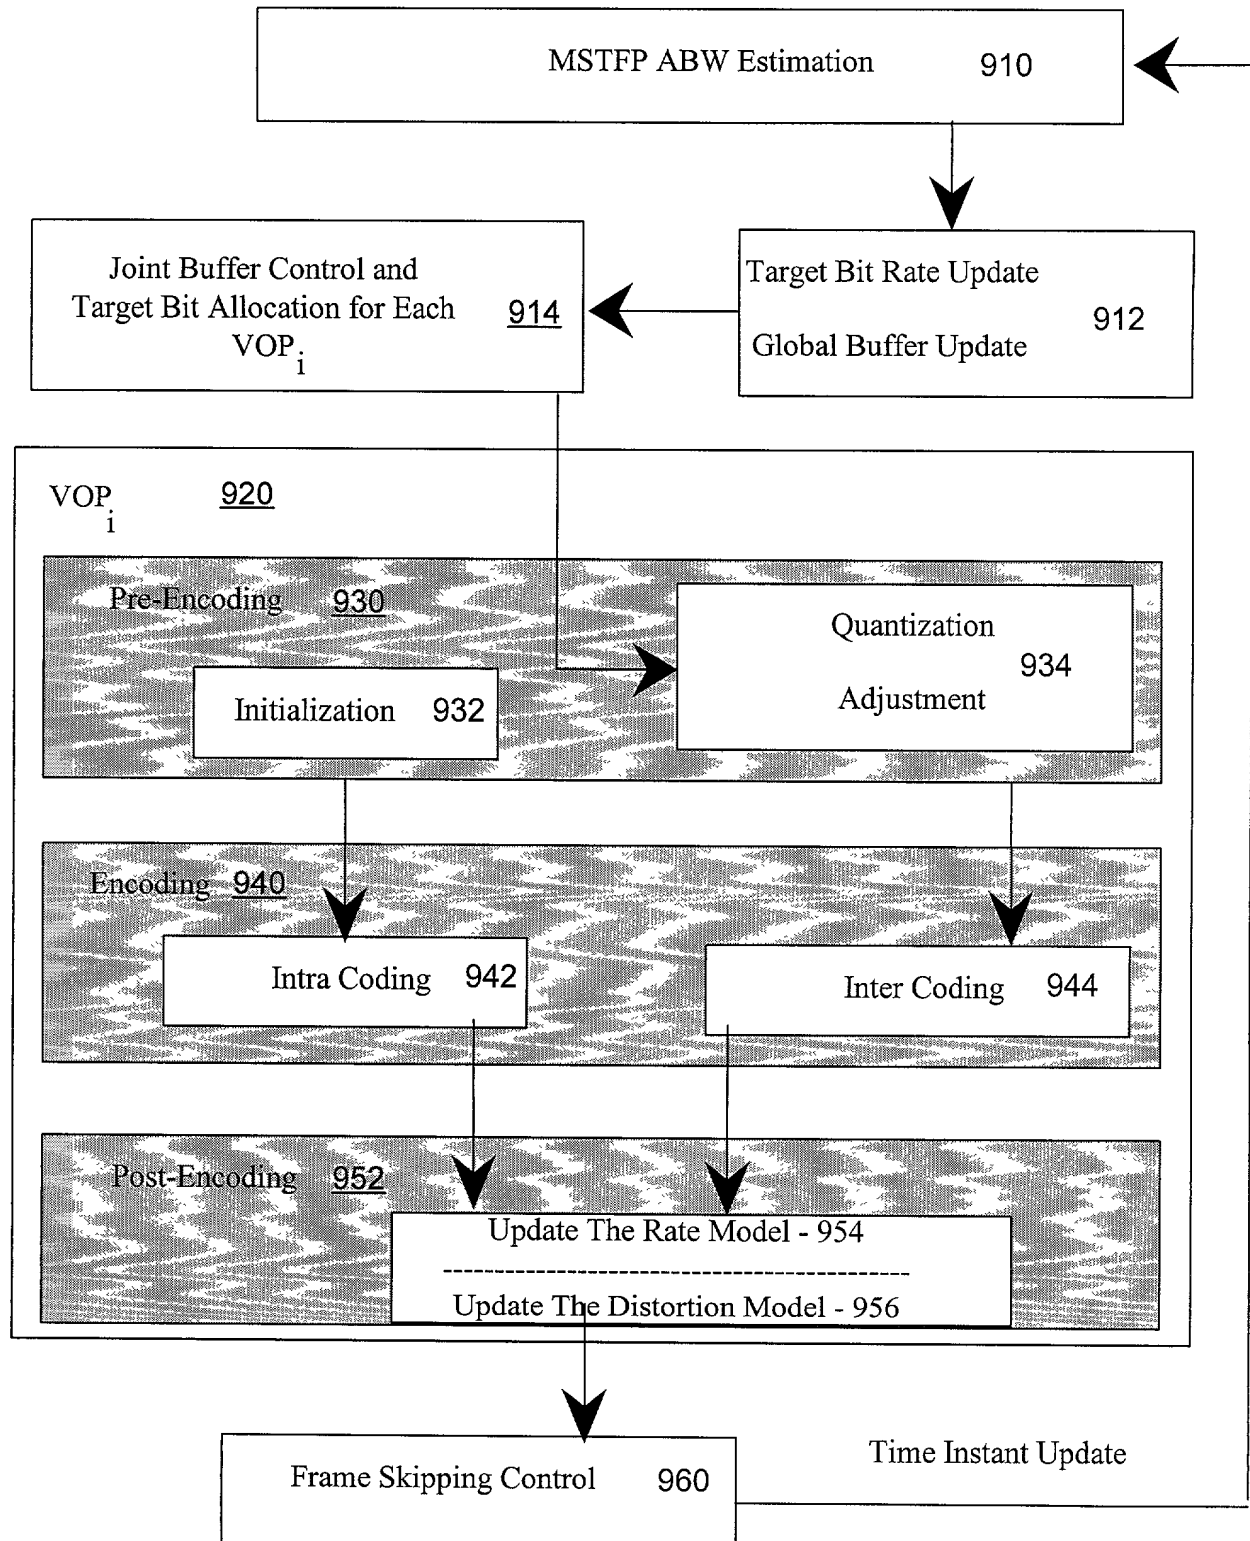 MSTFP ABW Estimation 910
Joint Buffer Control and
Target Bit Allocation for Each 914
VOP i
Target Bit Rate Update
912
Global Buffer Update
VOP i 920
Pre-Encoding 930
Quantization
934
Adjustment
Initialization 932
Encoding 940
Intra Coding 942
Inter Coding 944
Post-Encoding 952
Update The Rate Model - 954
Update The Distortion Model - 956
Frame Skipping Control 960
Time Instant Update